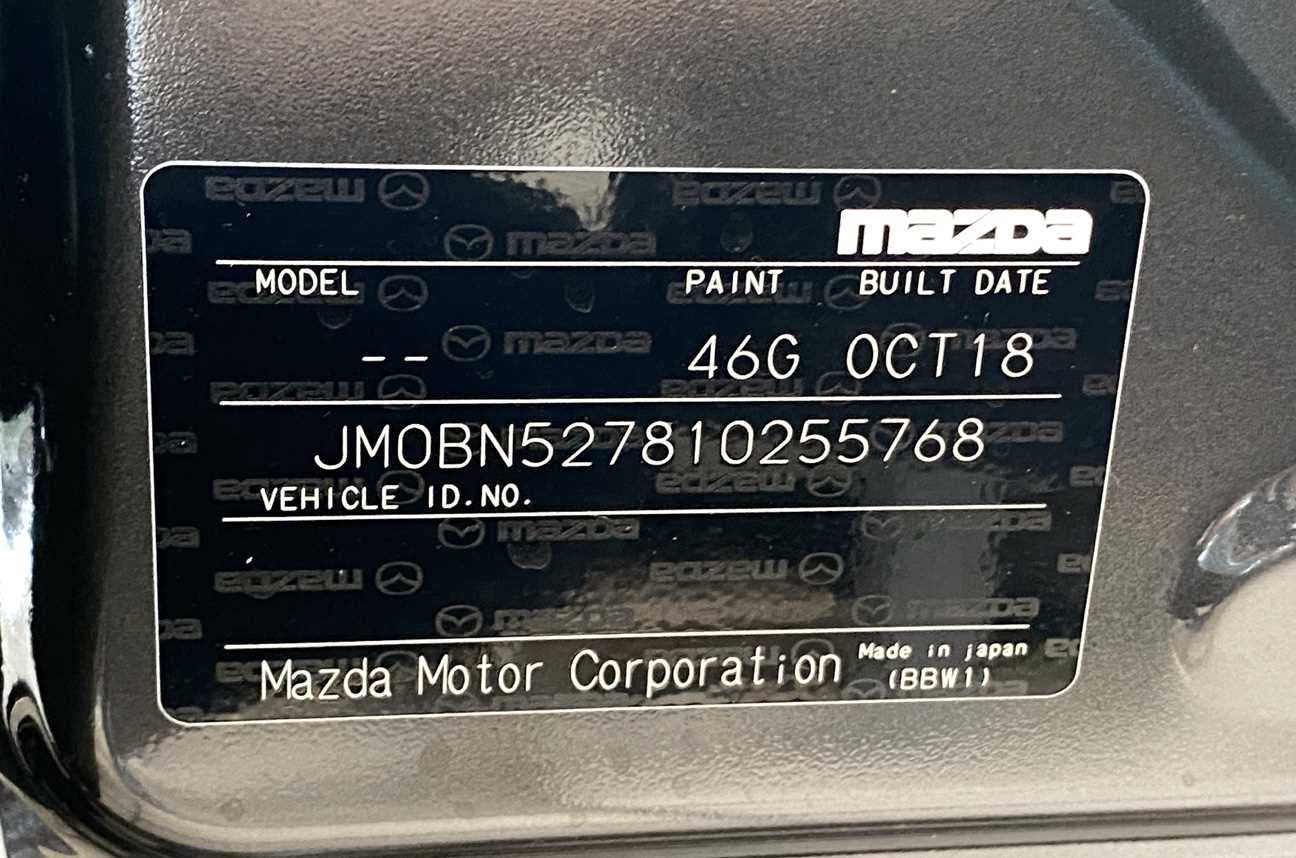 mazda
MODEL PAINT BUILT DATE
-- 46G OCT18
JM0BN527810255768
VEHICLE ID.NO.
Mazda Motor Corporation Made in japan
(BBW1)